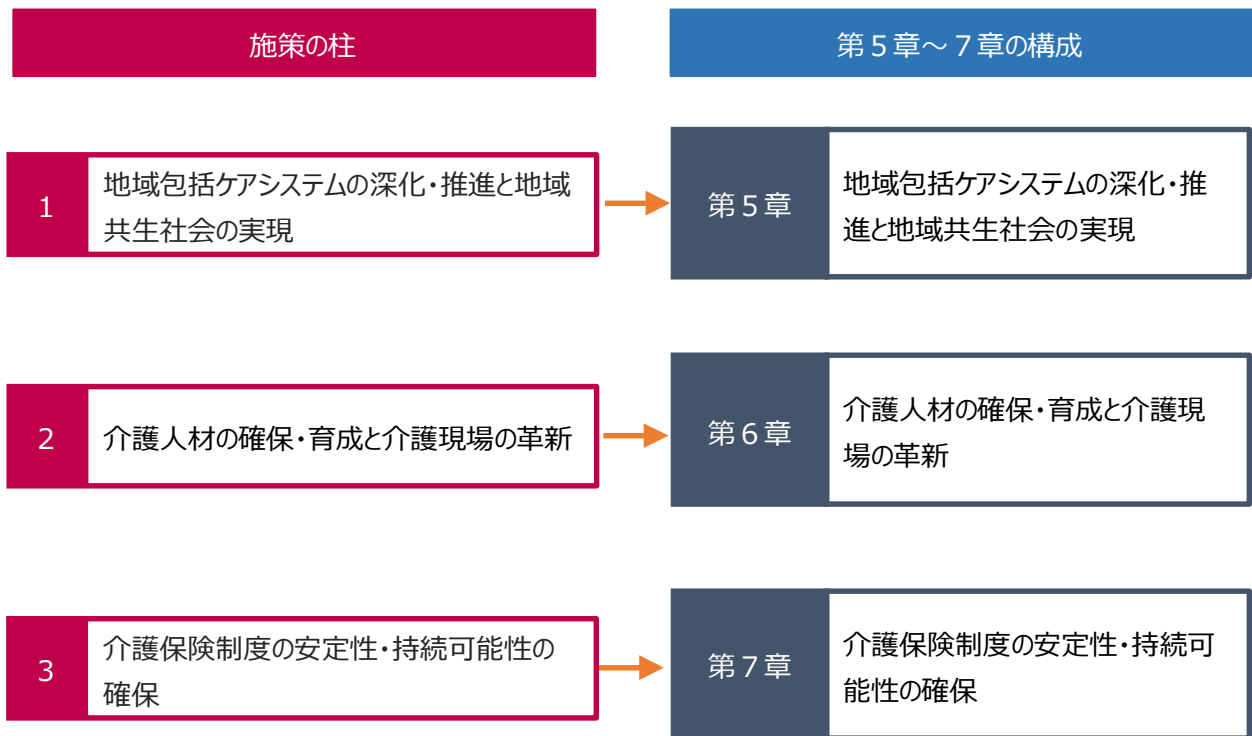 施策の柱
第5章～7章の構成
1
地域包括ケアシステムの深化・推進と地域
共生社会の実現
第5章
地域包括ケアシステムの深化・推
進と地域共生社会の実現
2
介護人材の確保・育成と介護現場の革新
第6章
介護人材の確保・育成と介護現
場の革新
3
介護保険制度の安定性・持続可能性の
確保
第7章
介護保険制度の安定性・持続可
能性の確保